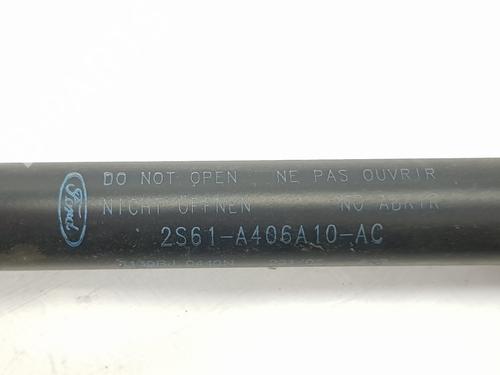 DO NOT OPEN NE PAS OUVRIR
Ford
NICHT ÖFFNEN NO ABRIR
2S61-A406A10-AC